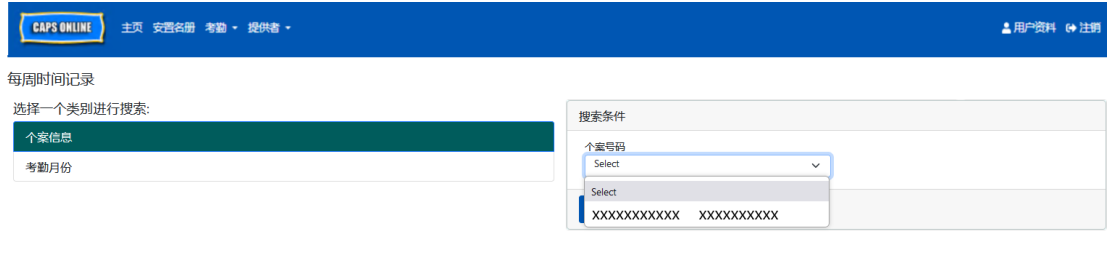 CAPS ONLINE 主页 安置名册 考勤 提供者 用户资料 注销
每周时间记录
选择一个类别进行搜索:
个案信息
考勤月份
搜索条件
个案号码
Select
Select
XXXXXXXXXXX XXXXXXXXXX